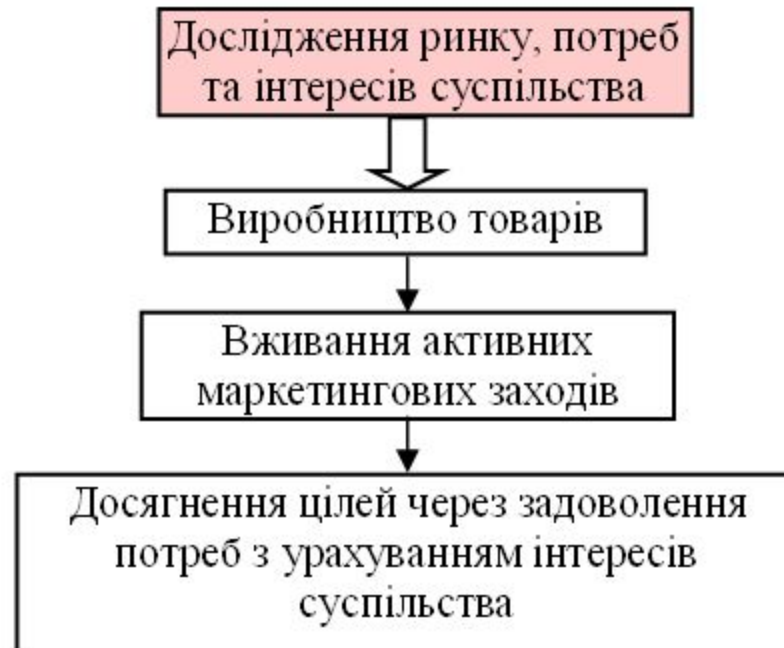 Дослідження ринку, потреб
та інтересів суспільства
Виробництво товарів
Вживання активних
маркетингових заходів
Досягнення цілей через задоволення
потреб з урахуванням інтересів
суспільства